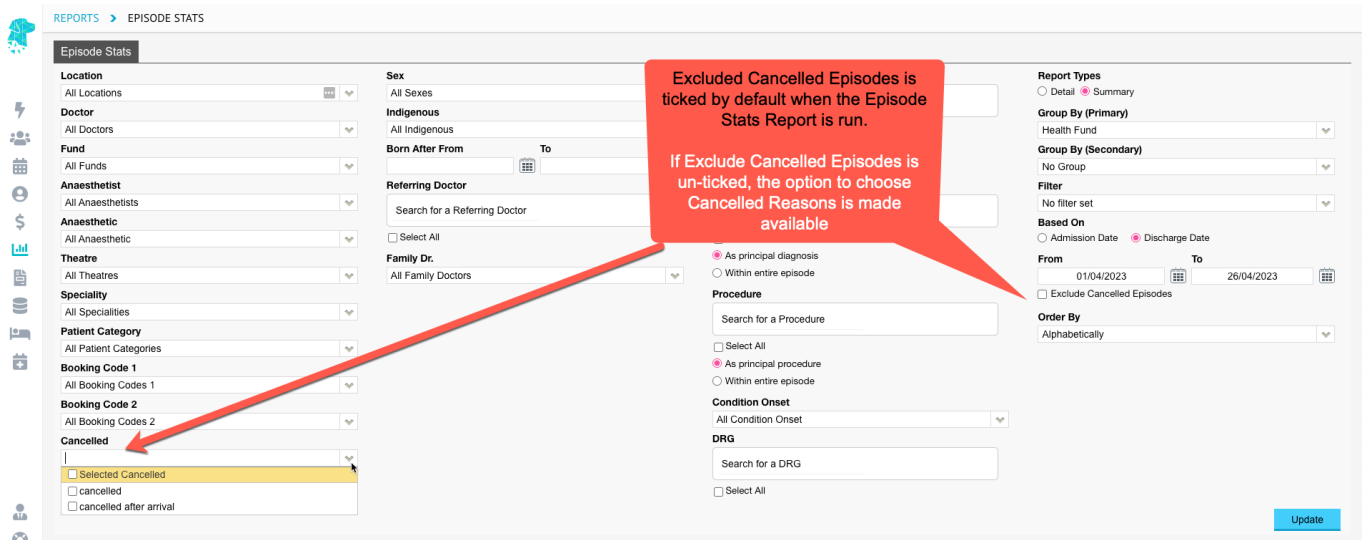 REPORTS > EPISODE STATS
Episode Stats
Location
All Locations
Doctor
All Doctors
Fund
All Funds
Anaesthetist
All Anaesthetists
Anaesthetic
All Anaesthetic
Theatre
All Theatres
Speciality
All Specialities
Patient Category
All Patient Categories
Booking Code 1
All Booking Codes 1
Booking Code 2
All Booking Codes 2
Cancelled
Selected Cancelled
cancelled
cancelled after arrival
Sex
All Sexes
Indigenous
All Indigenous
Born After From To
Referring Doctor
Search for a Referring Doctor
Select All
Family Dr.
All Family Doctors
Excluded Cancelled Episodes is
ticked by default when the Episode
Stats Report is run.
If Exclude Cancelled Episodes is
un-ticked, the option to choose
Cancelled Reasons is made
available
As principal diagnosis
Within entire episode
Procedure
Search for a Procedure
Select All
As principal procedure
Within entire episode
Condition Onset
All Condition Onset
DRG
Search for a DRG
Select All
Report Types
Detail Summary
Group By (Primary)
Health Fund
Group By (Secondary)
No Group
Filter
No filter set
Based On
Admission Date Discharge Date
From To
01/04/2023 26/04/2023
Exclude Cancelled Episodes
Order By
Alphabetically
Update